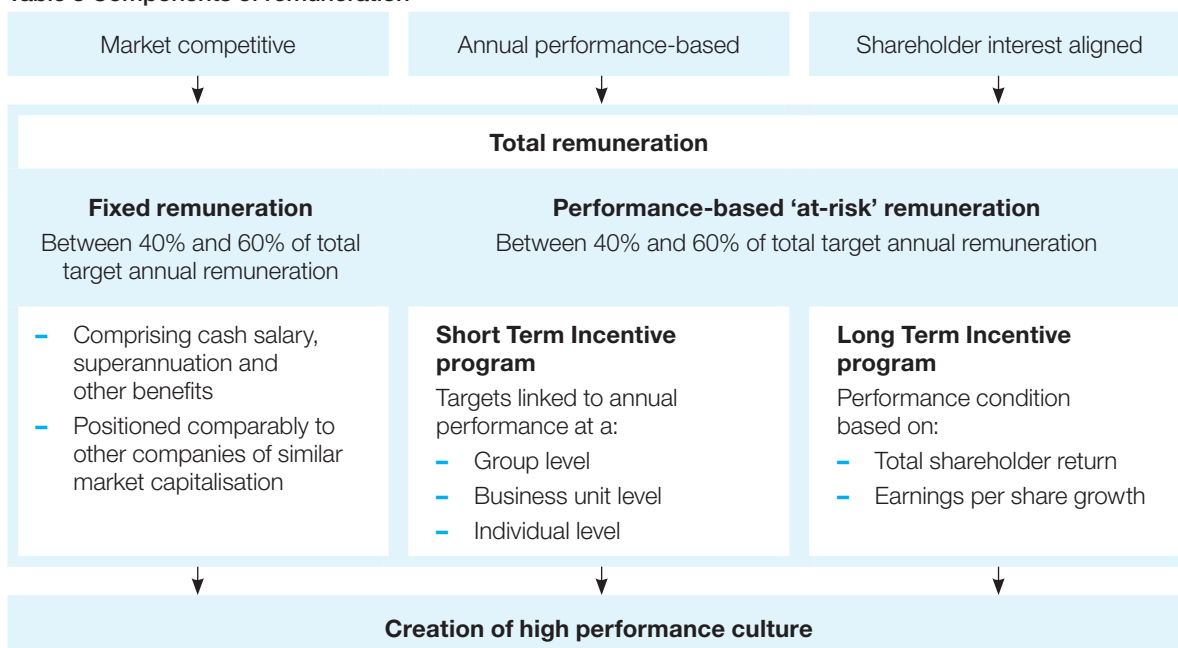 Table Components of remuneration
Market competitive
Annual performance-based
Shareholder interest aligned
Total remuneration
Fixed remuneration
Between 40% and 60% of total
target annual remuneration
Performance-based ‘at-risk’ remuneration
Between 40% and 60% of total target annual remuneration
– Comprising cash salary,
superannuation and
other benefits
– Positioned comparably to
other companies of similar
market capitalisation
Short Term Incentive
program
Targets linked to annual
performance at a:
– Group level
– Business unit level
– Individual level
Long Term Incentive
program
Performance condition
based on:
– Total shareholder return
– Earnings per share growth
Creation of high performance culture